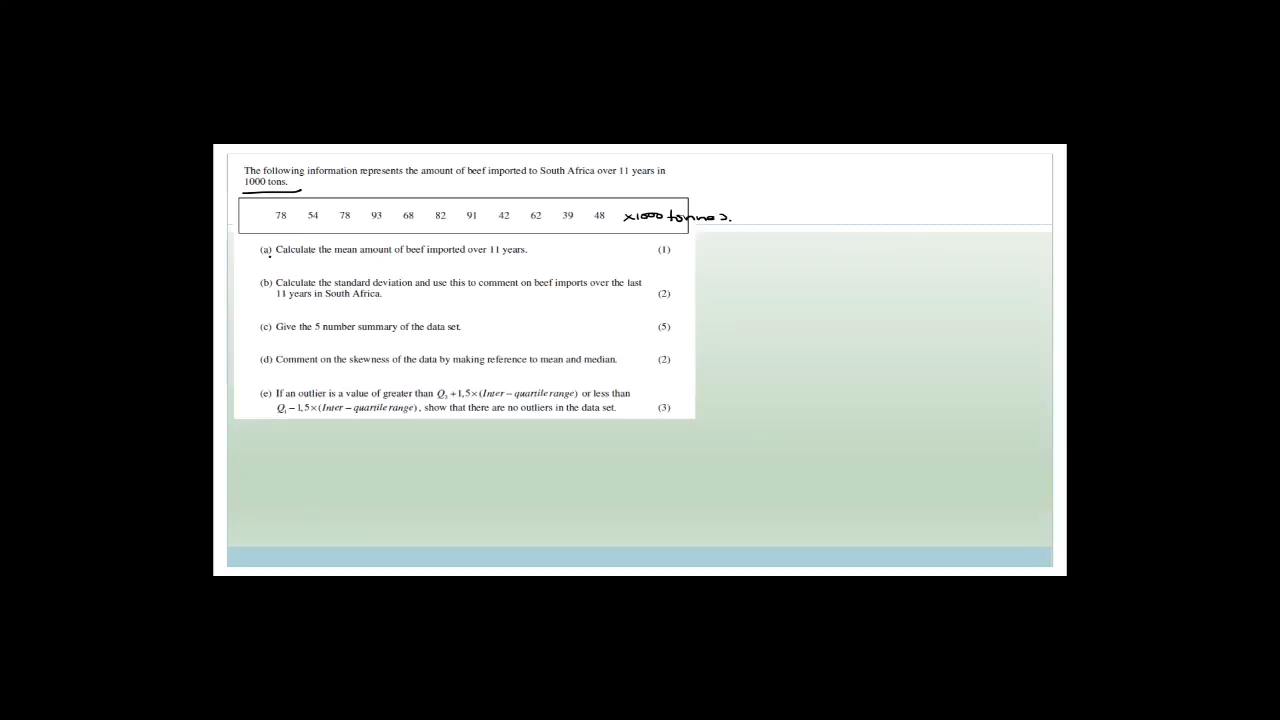 The following information represents the amount of beef imported to South Africa over 11 years in
1000 tons.
78 54 78 93 68 82 91 42 62 39 48 x1000 tonnes.
(a) Calculate the mean amount of beef imported over 11 years. (1)
(b) Calculate the standard deviation and use this to comment on beef imports over the last
11 years in South Africa. (2)
(c) Give the 5 number summary of the data set. (5)
(d) Comment on the skewness of the data by making reference to mean and median. (2)
(e) If an outlier is a value of greater than Q₃ + 1,5 × (Inter – quartile range) or less than
Q₁ – 1,5 × (Inter – quartile range), show that there are no outliers in the data set. (3)